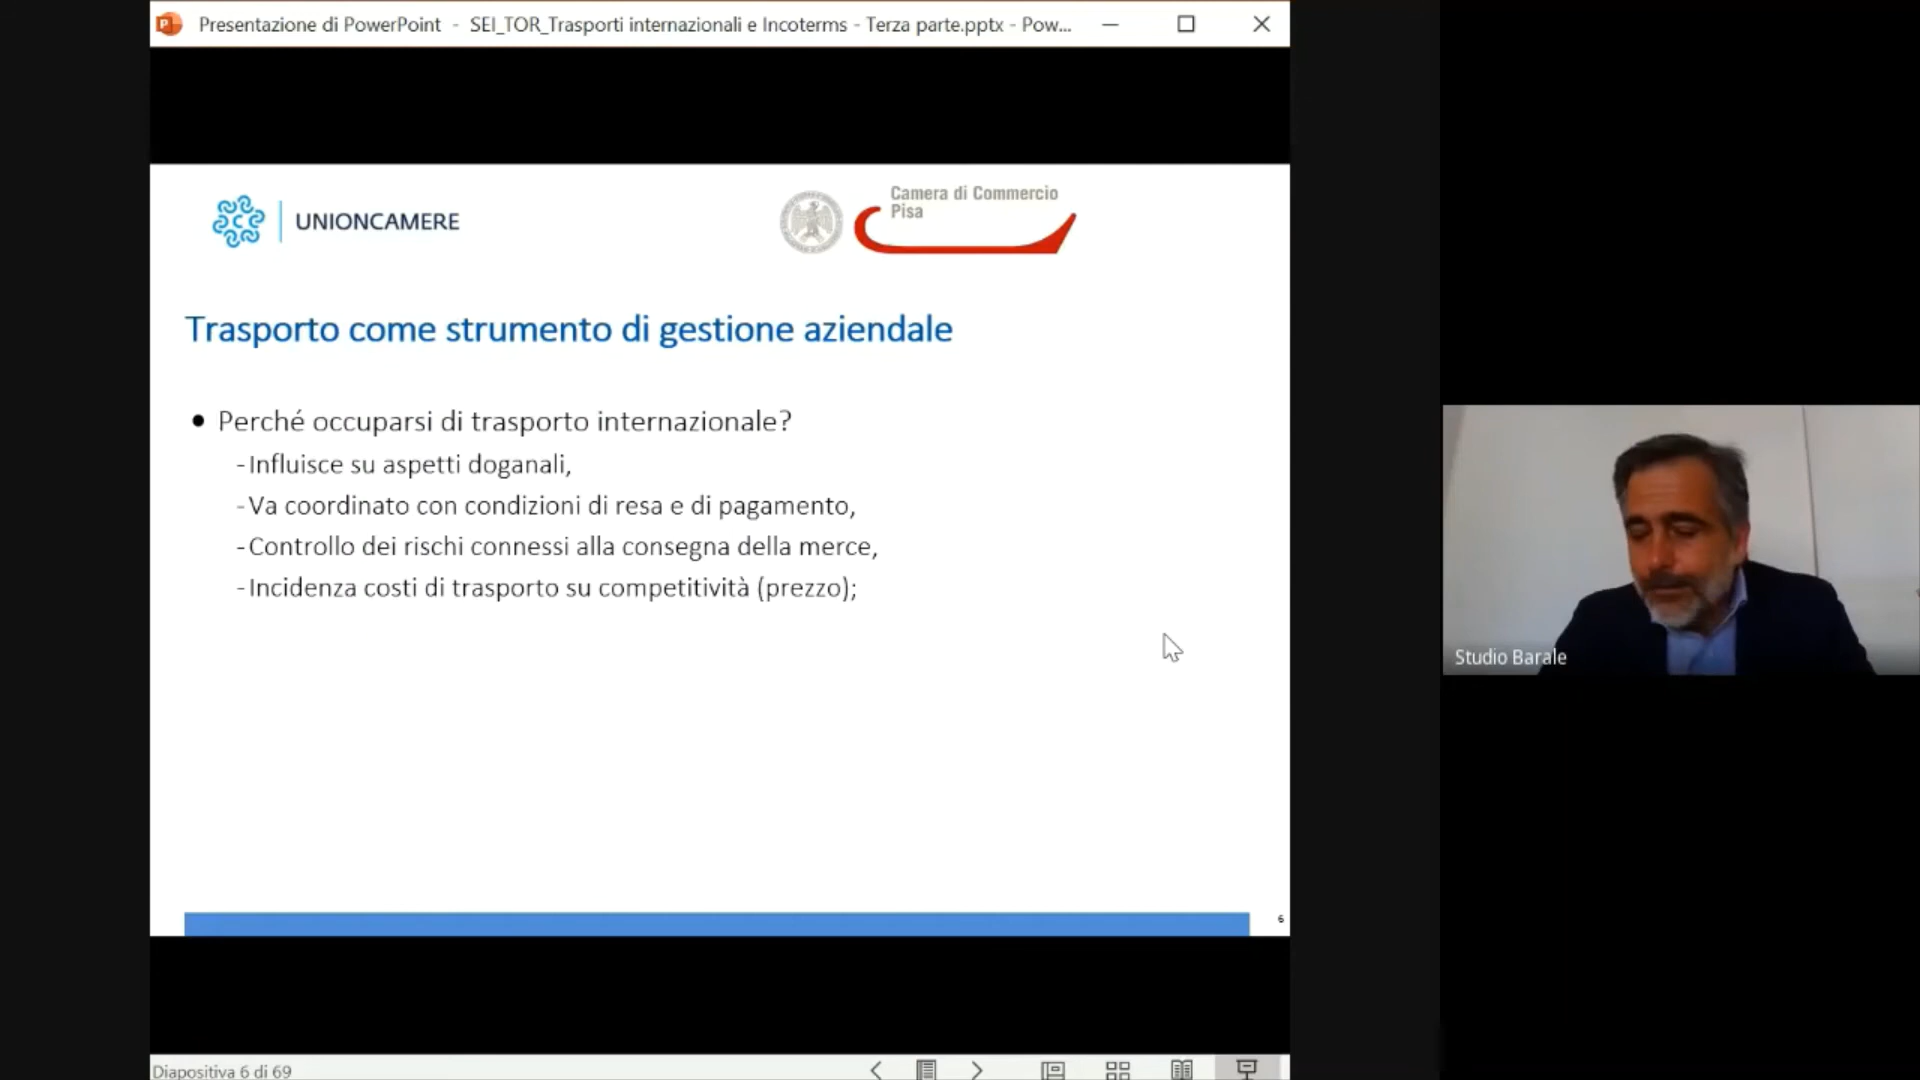 Presentazione di PowerPoint - SEI_TOR_Trasporti internazionali e Incoterms - Terza parte.pptx - Pow...
UNIONCAMERE
Camera di Commercio
Pisa
Trasporto come strumento di gestione aziendale
● Perché occuparsi di trasporto internazionale?
- Influisce su aspetti doganali,
- Va coordinato con condizioni di resa e di pagamento,
- Controllo dei rischi connessi alla consegna della merce,
- Incidenza costi di trasporto su competitività (prezzo);
6
Studio Barale
Diapositiva 6 di 69